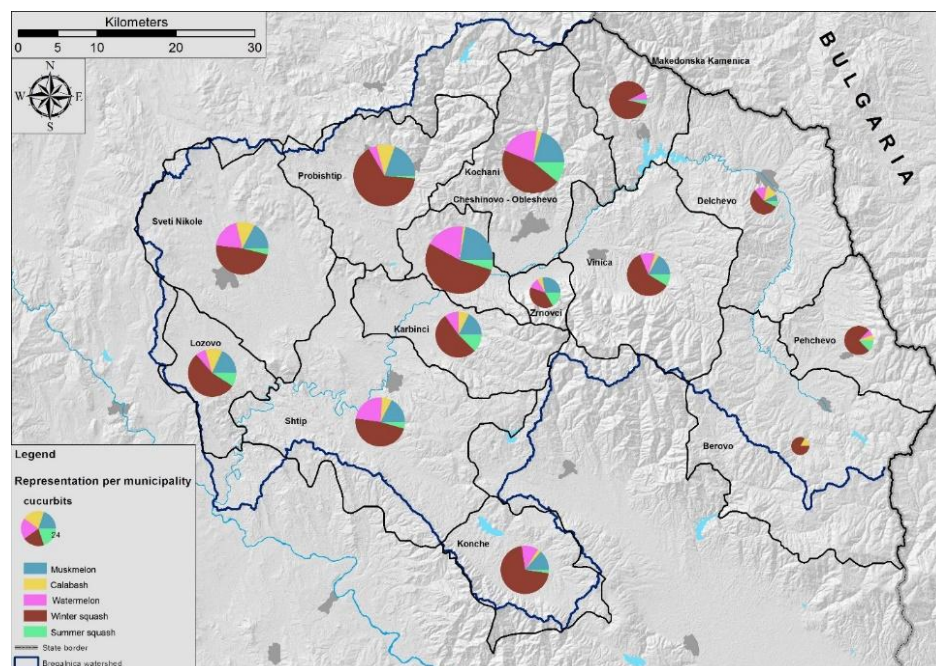 Kilometers
0 5 10 20 30
N
W E
S
BULGARIA
Makedonska Kamenica
Probishtip
Kochani
Cheshinovo - Obleshevo
Delchevo
Sveti Nikole
Vinica
Zrnovci
Karbinci
Lozovo
Pehchevo
Shtip
Berovo
Konche
Legend
Representation per municipality
cucurbits
24
Muskmelon
Calabash
Watermelon
Winter squash
Summer squash
State border
Bregalnica watershed